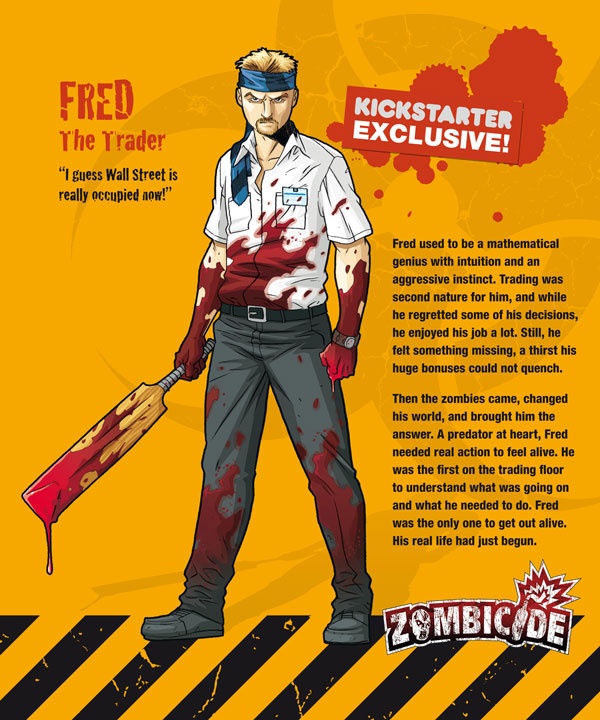 FRED
The Trader
“I guess Wall Street is
really occupied now!”
KICKSTARTER
EXCLUSIVE!
Fred used to be a mathematical
genius with intuition and an
aggressive instinct. Trading was
second nature for him, and while
he regretted some of his decisions,
he enjoyed his job a lot. Still, he
felt something missing, a thirst his
huge bonuses could not quench.
Then the zombies came, changed
his world, and brought him the
answer. A predator at heart, Fred
needed real action to feel alive. He
was the first on the trading floor
to understand what was going on
and what he needed to do. Fred
was the only one to get out alive.
His real life had just begun.
ZOMBICIDE